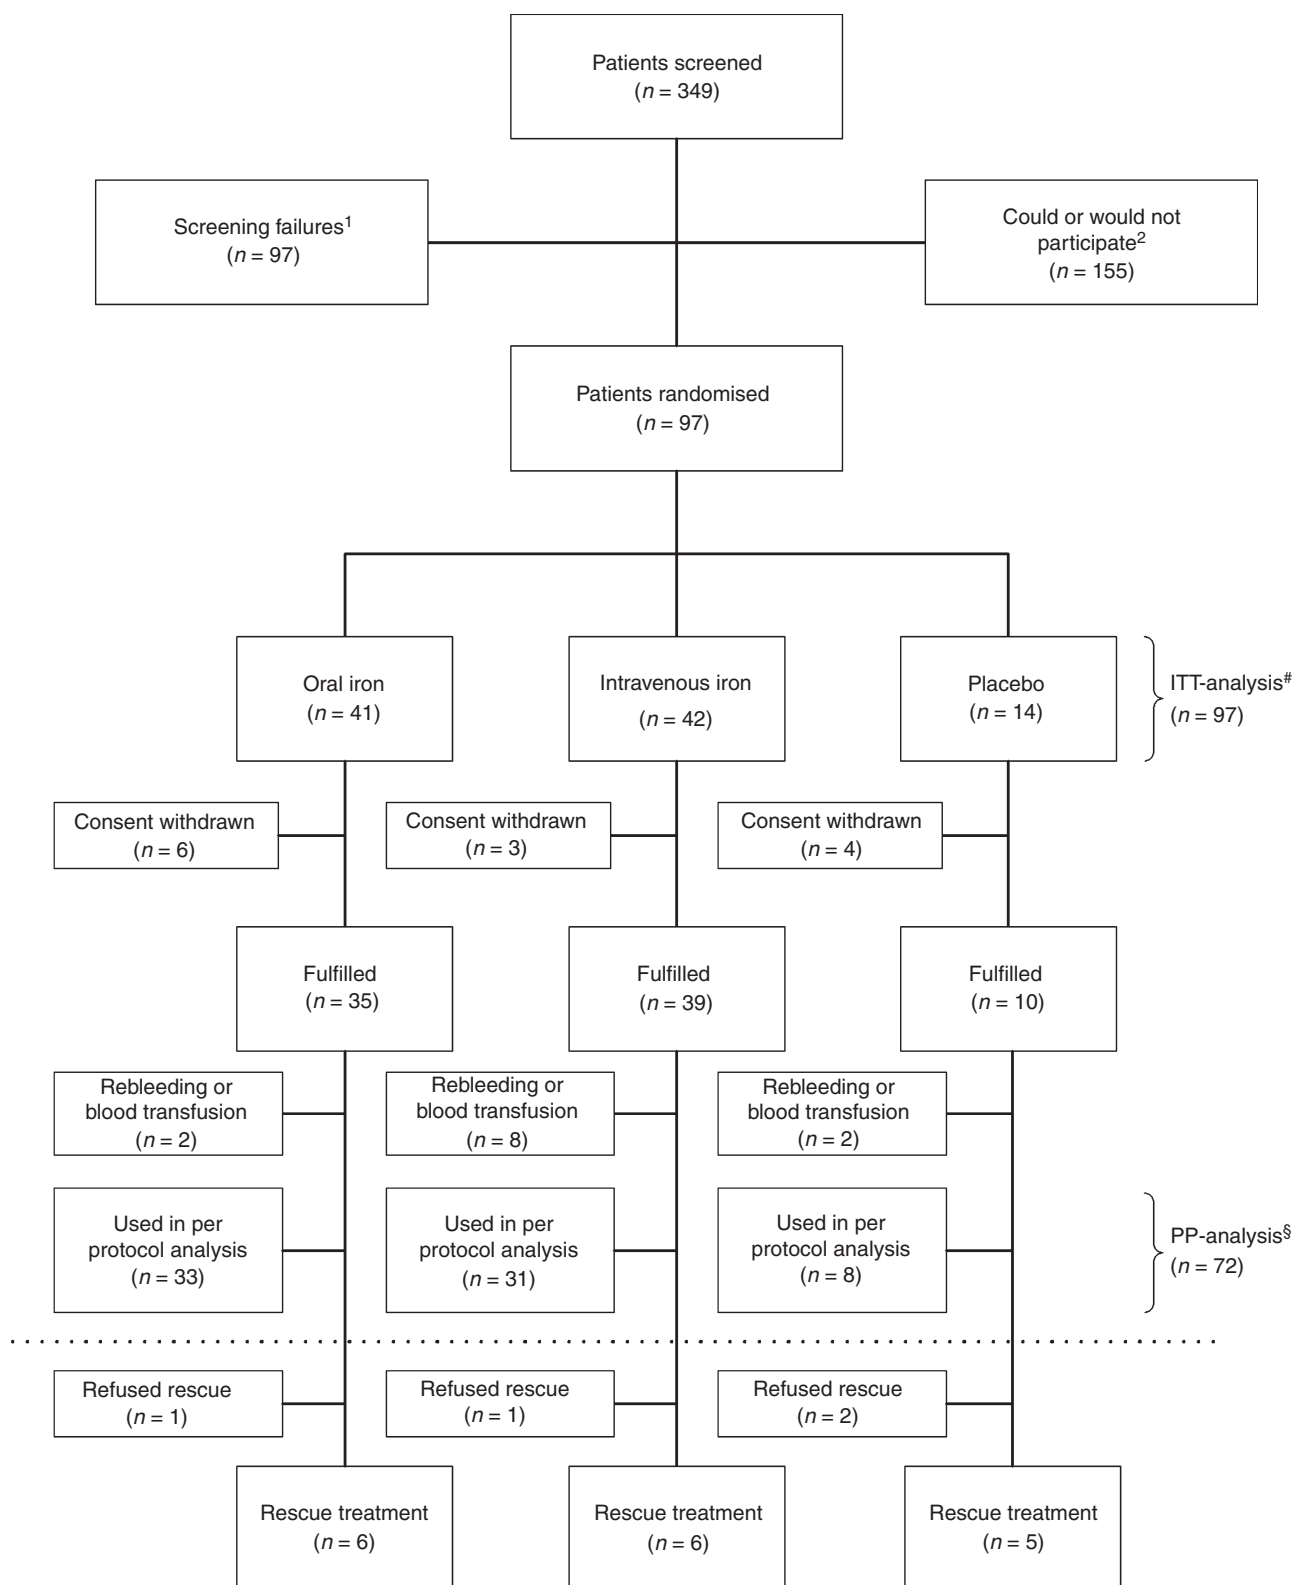 Patients screened
(n = 349)
Screening failures¹
(n = 97)
Could or would not
participate²
(n = 155)
Patients randomised
(n = 97)
Oral iron
(n = 41)
Intravenous iron
(n = 42)
Placebo
(n = 14)
ITT-analysis#
(n = 97)
Consent withdrawn
(n = 6)
Consent withdrawn
(n = 3)
Consent withdrawn
(n = 4)
Fulfilled
(n = 35)
Fulfilled
(n = 39)
Fulfilled
(n = 10)
Rebleeding or
blood transfusion
(n = 2)
Rebleeding or
blood transfusion
(n = 8)
Rebleeding or
blood transfusion
(n = 2)
Used in per
protocol analysis
(n = 33)
Used in per
protocol analysis
(n = 31)
Used in per
protocol analysis
(n = 8)
PP-analysis§
(n = 72)
Refused rescue
(n = 1)
Refused rescue
(n = 1)
Refused rescue
(n = 2)
Rescue treatment
(n = 6)
Rescue treatment
(n = 6)
Rescue treatment
(n = 5)